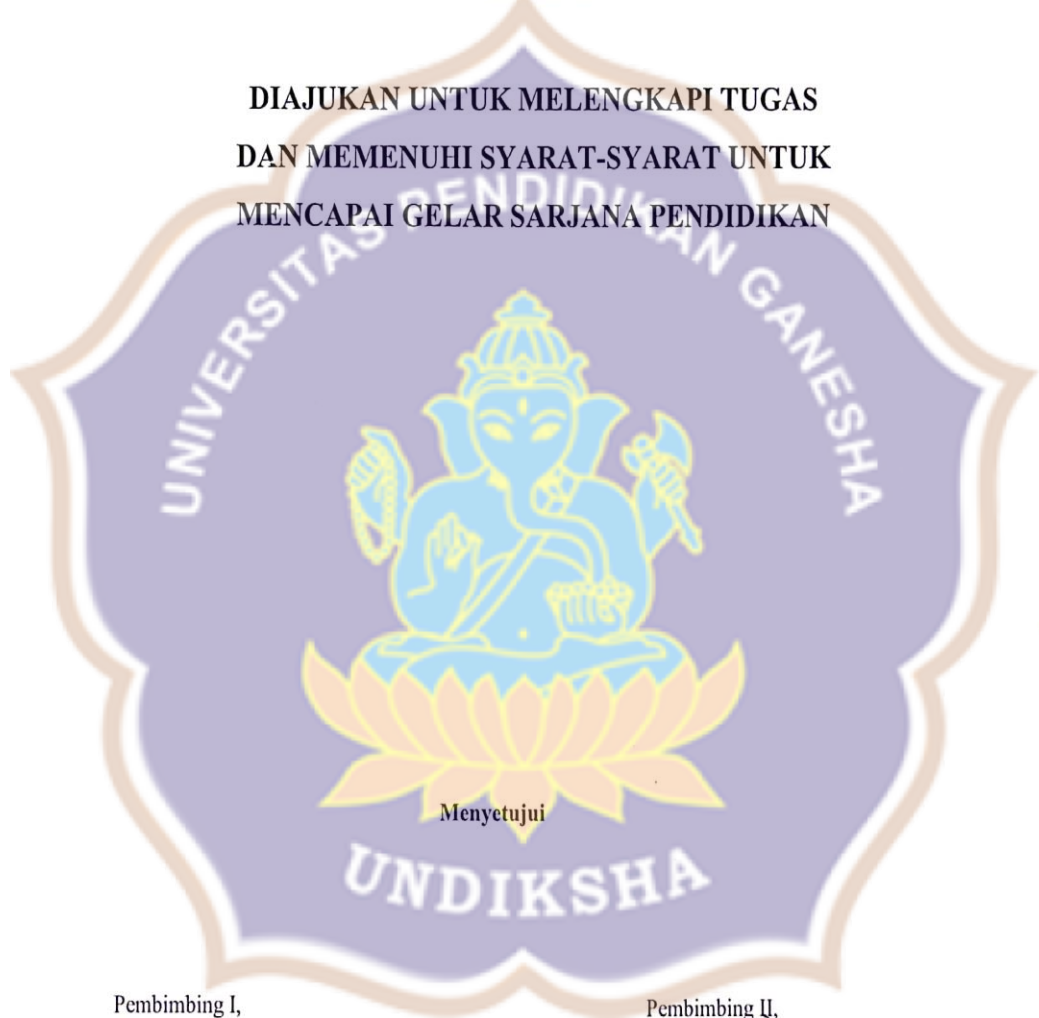 DIAJUKAN UNTUK MELENGKAPI TUGAS
DAN MEMENUHI SYARAT-SYARAT UNTUK
MENCAPAI GELAR SARJANA PENDIDIKAN
UNIVERSITAS PENDIDIKAN GANESHA
Menyetujui
UNDIKSHA
Pembimbing I,
Pembimbing II,